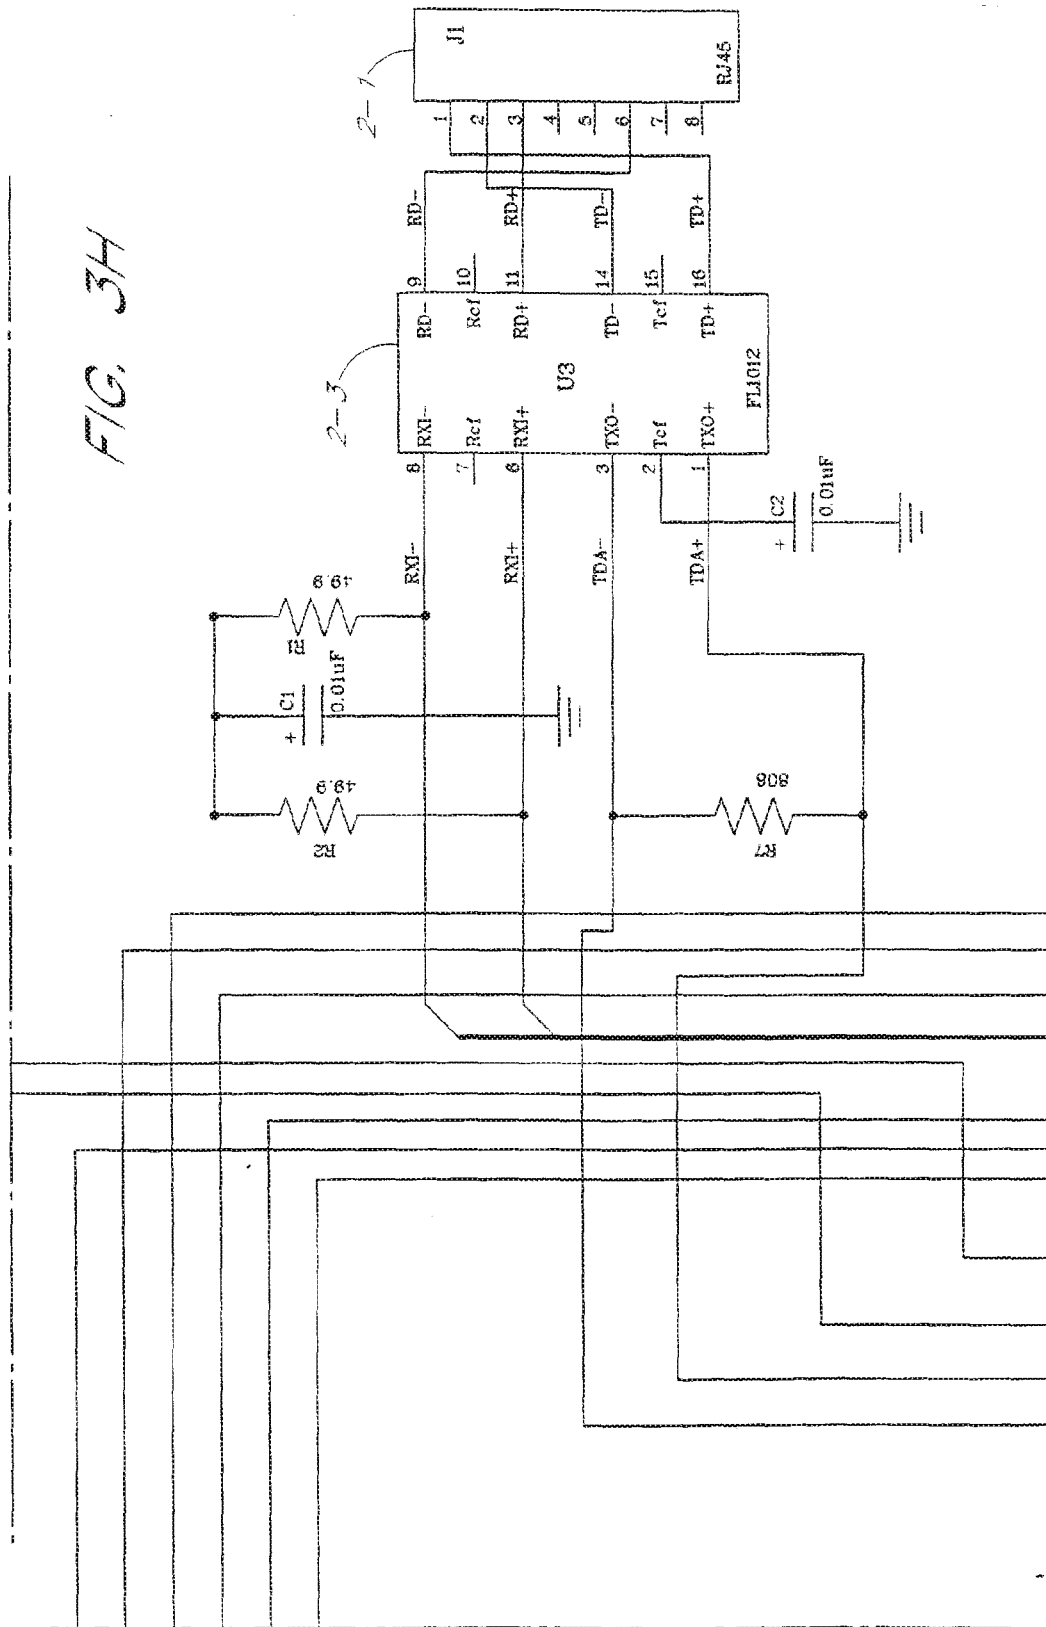 FIG. 3H
2-1
J1
RJ45
1
2
3
4
5
6
7
8
RD-
RD+
TD-
TD+
9
10
11
14
15
16
2-3
RD-
Rcf
RD+
TD-
Tcf
TD+
U3
FL1012
RXI-
Rcf
RXI+
TXO-
Tcf
TXO+
8
7
6
3
2
1
RXI-
RXI+
TDA-
TDA+
+
C2
0.01uF
R1
49.9
+
C1
0.01uF
R2
49.9
R7
808